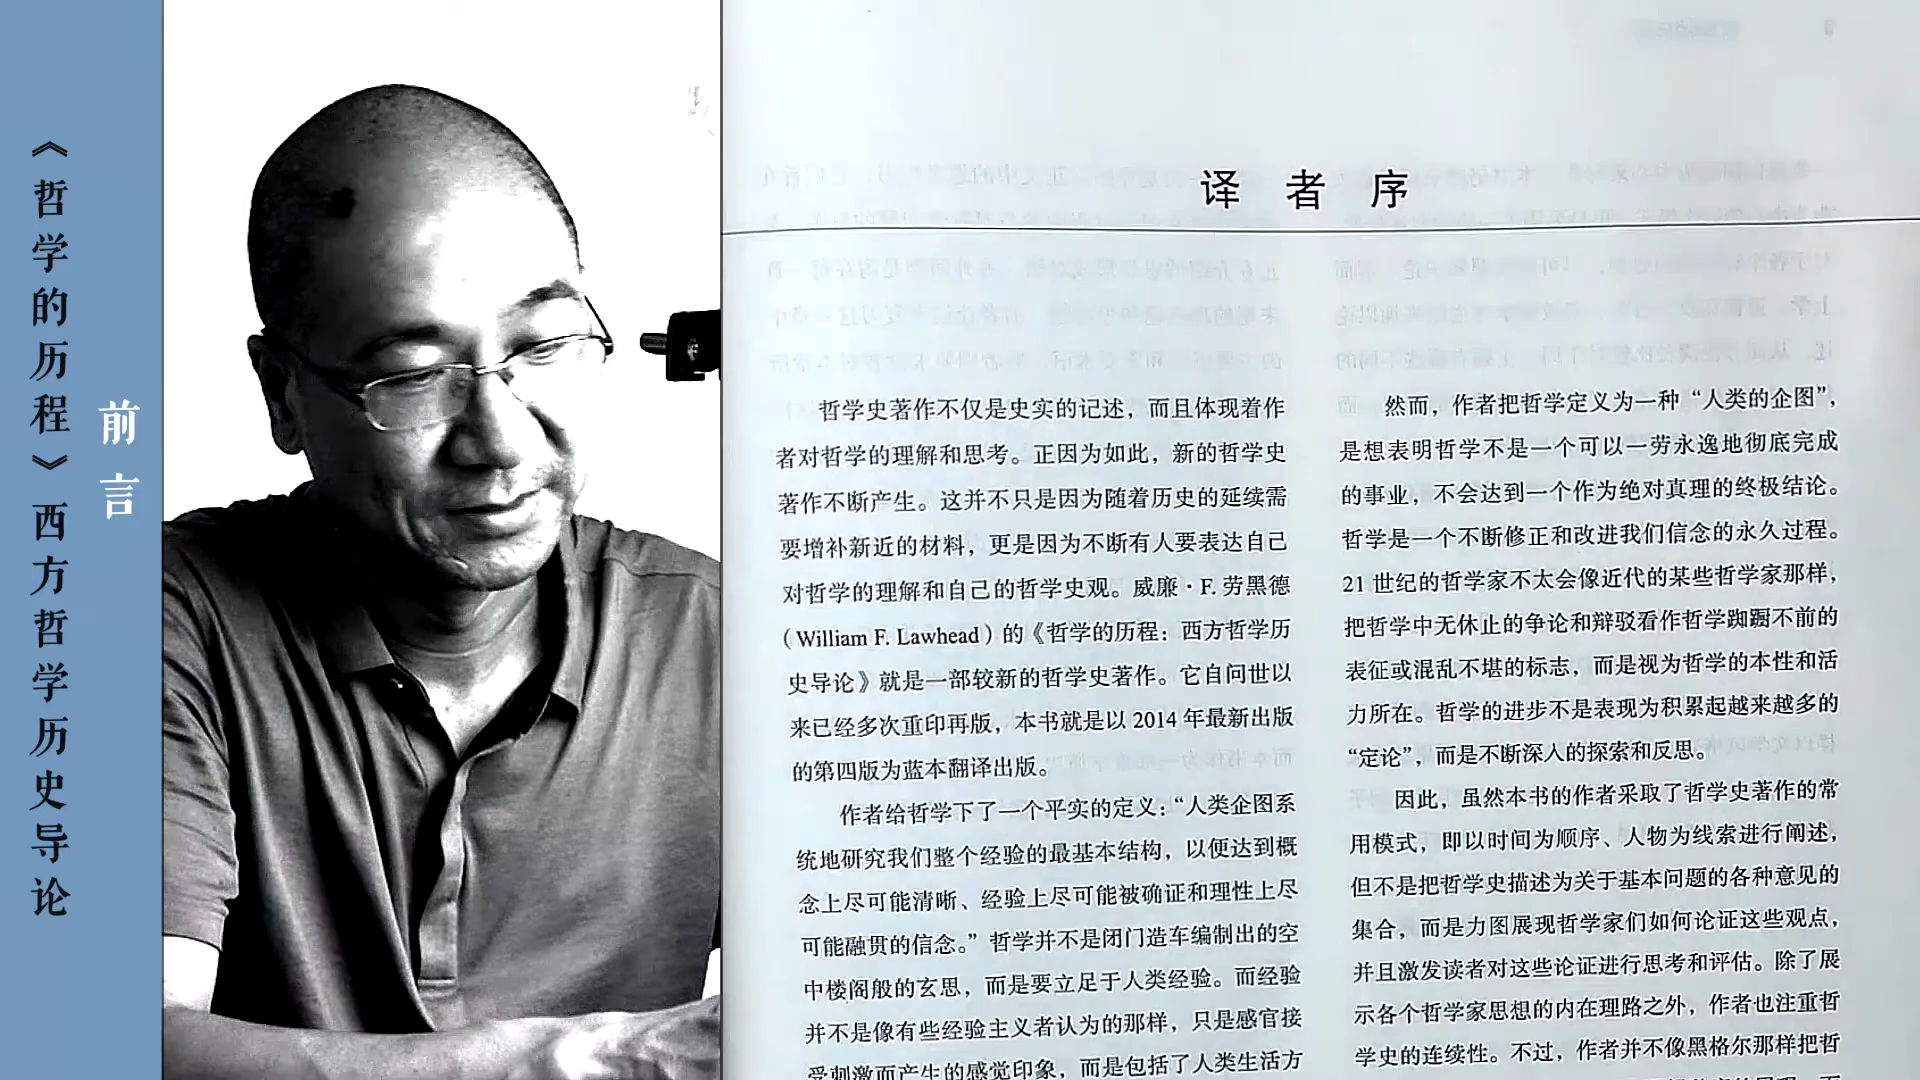 《哲学的历程》西方哲学历史导论
前言
译者序
哲学史著作不仅是史实的记述，而且体现着作
者对哲学的理解和思考。正因为如此，新的哲学史
著作不断产生。这并不只是因为随着历史的延续需
要增补新近的材料，更是因为不断有人要表达自己
对哲学的理解和自己的哲学史观。威廉·F. 劳黑德
（William F. Lawhead）的《哲学的历程：西方哲学历
史导论》就是一部较新的哲学史著作。它自问世以
来已经多次重印再版，本书就是以 2014 年最新出版
的第四版为蓝本翻译出版。
作者给哲学下了一个平实的定义：“人类企图系
统地研究我们整个经验的最基本结构，以便达到概
念上尽可能清晰、经验上尽可能被确证和理性上尽
可能融贯的信念。”哲学并不是闭门造车编制出的空
中楼阁般的玄思，而是要立足于人类经验。而经验
并不是像有些经验主义者认为的那样，只是感官接
受刺激而产生的感觉印象，而是包括了人类生活方
然而，作者把哲学定义为一种“人类的企图”，
是想表明哲学不是一个可以一劳永逸地彻底完成
的事业，不会达到一个作为绝对真理的终极结论。
哲学是一个不断修正和改进我们信念的永久过程。
21 世纪的哲学家不太会像近代的某些哲学家那样，
把哲学中无休止的争论和辩驳看作哲学踟蹰不前的
表征或混乱不堪的标志，而是视为哲学的本性和活
力所在。哲学的进步不是表现为积累起越来越多的
“定论”，而是不断深入的探索和反思。
因此，虽然本书的作者采取了哲学史著作的常
用模式，即以时间为顺序、人物为线索进行阐述，
但不是把哲学史描述为关于基本问题的各种意见的
集合，而是力图展现哲学家们如何论证这些观点，
并且激发读者对这些论证进行思考和评估。除了展
示各个哲学家思想的内在理路之外，作者也注重哲
学史的连续性。不过，作者并不像黑格尔那样把哲